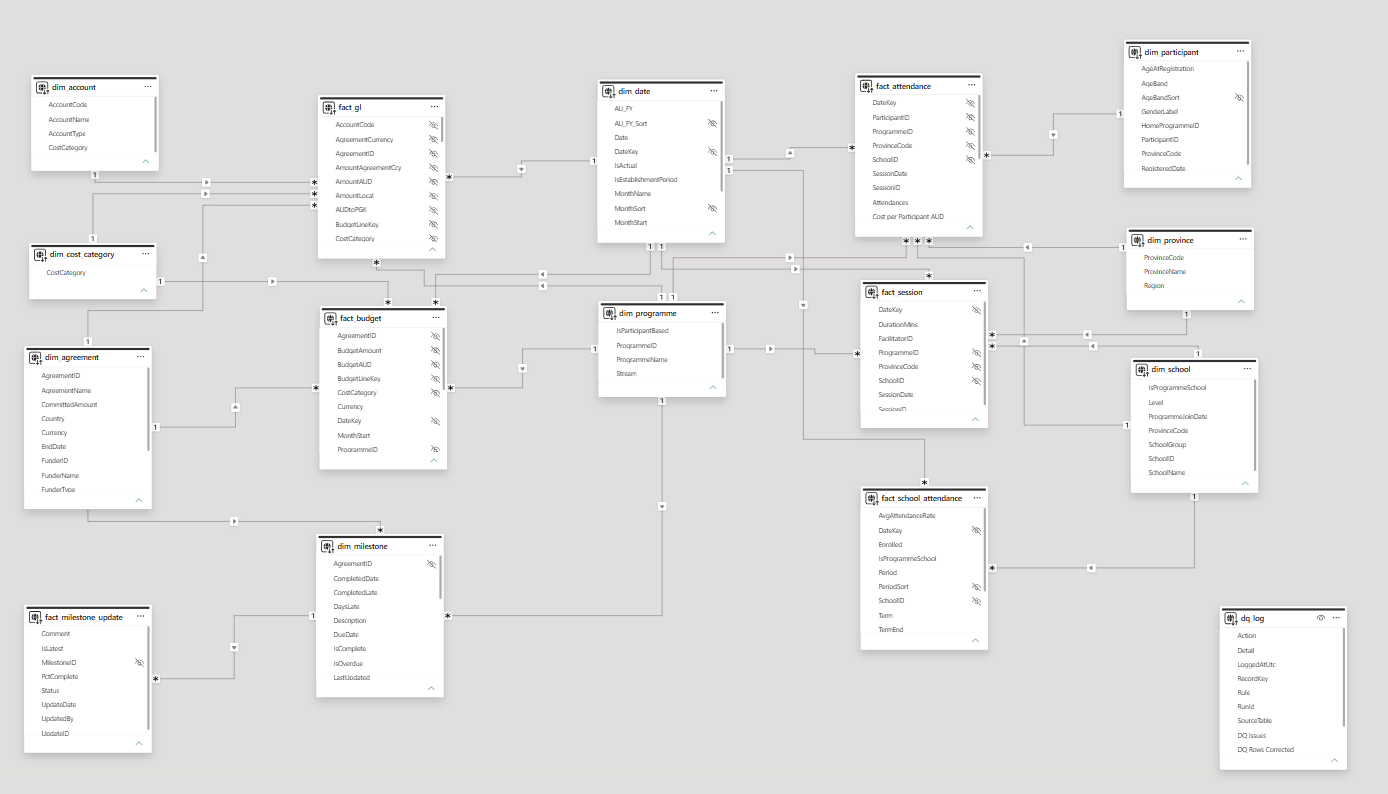 dim_account
AccountCode
AccountName
AccountType
CostCategory
dim_cost_category
CostCategory
dim_agreement
AgreementID
AgreementName
CommittedAmount
Country
Currency
EndDate
FunderID
FunderName
FunderType
fact_milestone_update
Comment
IsLatest
MilestoneID
PctComplete
Status
UpdateDate
UpdatedBy
UpdateID
fact_gl
AccountCode
AgreementCurrency
AgreementID
AmountAgreementCcy
AmountAUD
AmountLocal
AUDtoPGK
BudgetLineKey
CostCategory
fact_budget
AgreementID
BudgetAmount
BudgetAUD
BudgetLineKey
CostCategory
Currency
DateKey
MonthStart
ProgrammeID
dim_milestone
AgreementID
CompletedDate
CompletedLate
DaysLate
Description
DueDate
IsComplete
IsOverdue
LastUpdated
dim_date
AU_FY
AU_FY_Sort
Date
DateKey
IsActual
IsEstablishmentPeriod
MonthName
MonthSort
MonthStart
dim_programme
IsParticipantBased
ProgrammeID
ProgrammeName
Stream
fact_attendance
DateKey
ParticipantID
ProgrammeID
ProvinceCode
SchoolID
SessionDate
SessionID
Attendances
Cost per Participant AUD
fact_session
DateKey
DurationMins
FacilitatorID
ProgrammeID
ProvinceCode
SchoolID
SessionDate
SessionID
fact_school_attendance
AvgAttendanceRate
DateKey
Enrolled
IsProgrammeSchool
Period
PeriodSort
SchoolID
Term
TermEnd
dim_participant
AgeAtRegistration
AgeBand
AgeBandSort
GenderLabel
HomeProgrammeID
ParticipantID
ProvinceCode
RegisteredDate
dim_province
ProvinceCode
ProvinceName
Region
dim_school
IsProgrammeSchool
Level
ProgrammeJoinDate
ProvinceCode
SchoolGroup
SchoolID
SchoolName
dq_log
Action
Detail
LoggedAtUtc
RecordKey
Rule
RunId
SourceTable
DQ Issues
DQ Rows Corrected